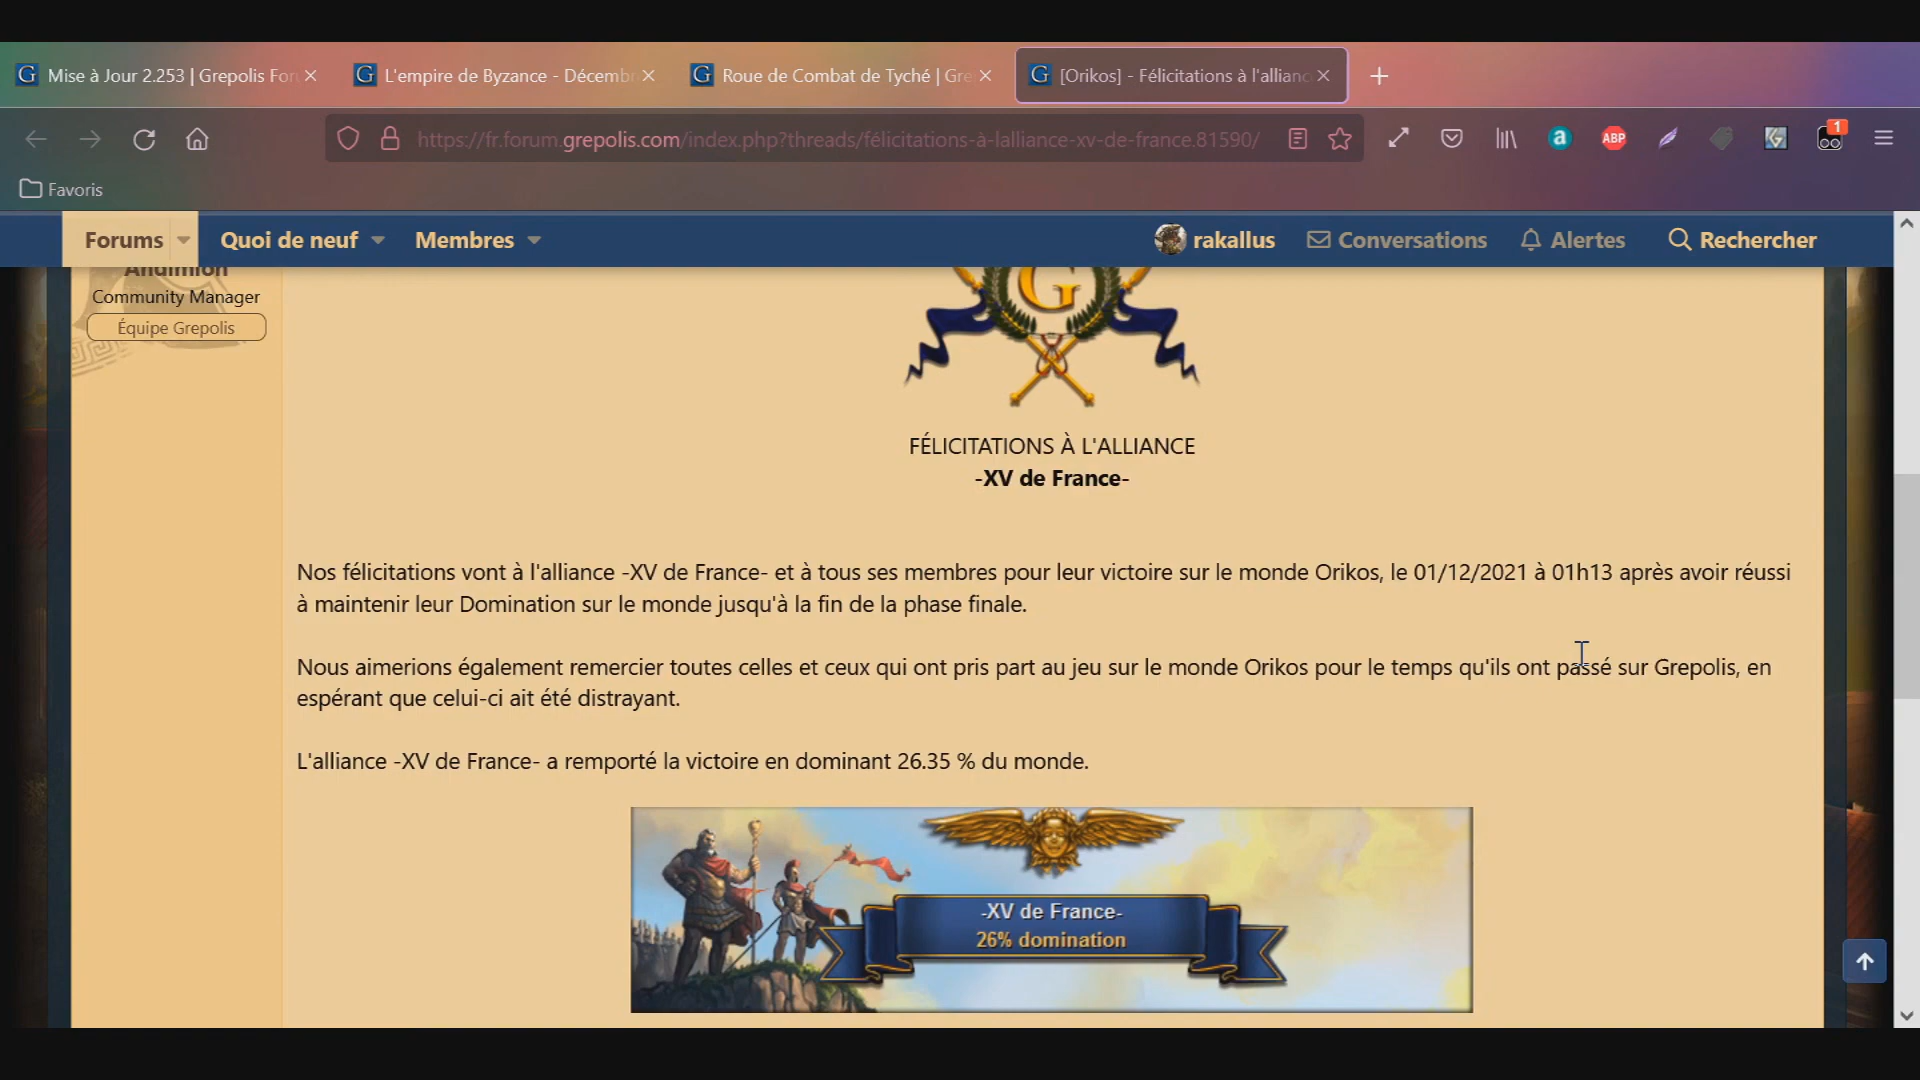 Mise à Jour 2.253 | Grepolis For
L'empire de Byzance - Décemb
Roue de Combat de Tyché | Gre
[Orikos] - Félicitations à l'allianc
https://fr.forum.grepolis.com/index.php?threads/félicitations-à-lalliance-xv-de-france.81590/
ABP
1
Favoris
Forums
Quoi de neuf
Membres
rakallus
Conversations
Alertes
Rechercher
Andimion
Community Manager
Équipe Grepolis
G
FÉLICITATIONS À L'ALLIANCE
-XV de France-
Nos félicitations vont à l'alliance -XV de France- et à tous ses membres pour leur victoire sur le monde Orikos, le 01/12/2021 à 01h13 après avoir réussi
à maintenir leur Domination sur le monde jusqu'à la fin de la phase finale.
Nous aimerions également remercier toutes celles et ceux qui ont pris part au jeu sur le monde Orikos pour le temps qu'ils ont passé sur Grepolis, en
espérant que celui-ci ait été distrayant.
L'alliance -XV de France- a remporté la victoire en dominant 26.35 % du monde.
-XV de France-
26% domination